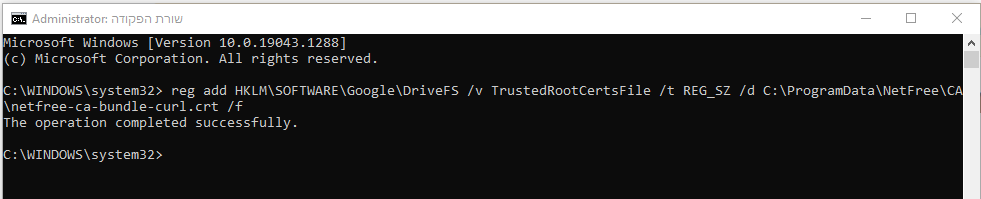 Administrator: שורת הפקודה
Microsoft Windows [Version 10.0.19043.1288]
(c) Microsoft Corporation. All rights reserved.
C:\WINDOWS\system32> reg add HKLM\SOFTWARE\Google\DriveFS /v TrustedRootCertsFile /t REG_SZ /d C:\ProgramData\NetFree\CA
\netfree-ca-bundle-curl.crt /f
The operation completed successfully.
C:\WINDOWS\system32>